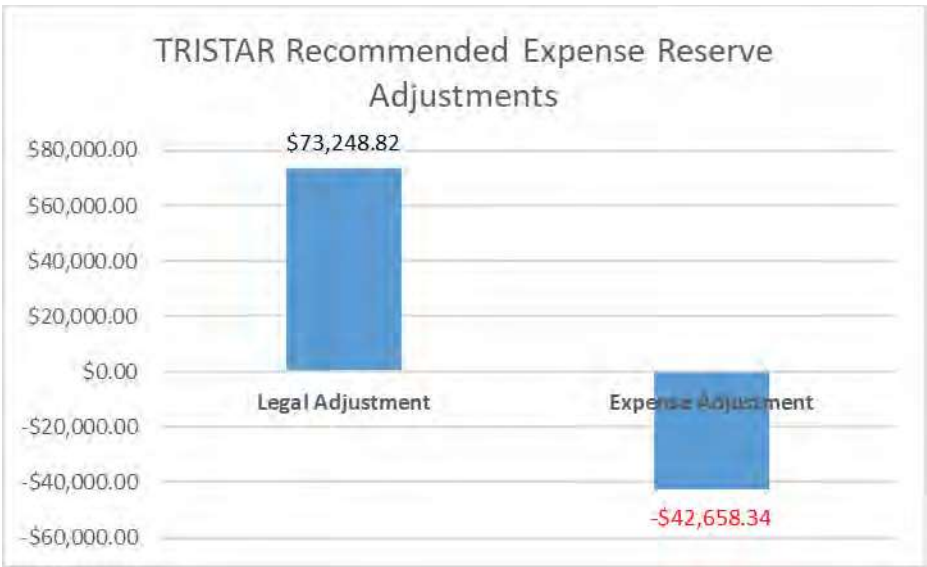 TRISTAR Recommended Expense Reserve
Adjustments
$73,248.82
$80,000.00
$60,000.00
$40,000.00
$20,000.00
$0.00
Legal Adjustment
Expense Adjustment
-$20,000.00
-$40,000.00
-$42,658.34
-$60,000.00